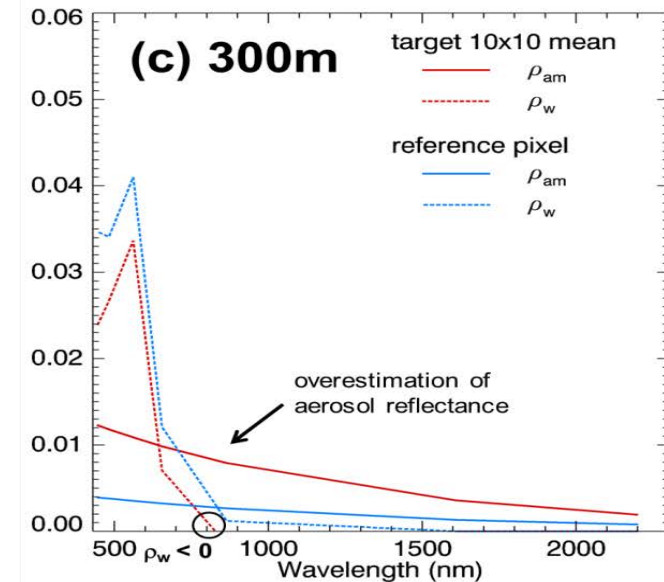 0.06
0.05
0.04
0.03
0.02
0.01
0.00
(c) 300m
target 10x10 mean
ρam
ρw
reference pixel
ρam
ρw
overestimation of
aerosol reflectance
500 ρw < 0 1000 1500 2000
Wavelength (nm)